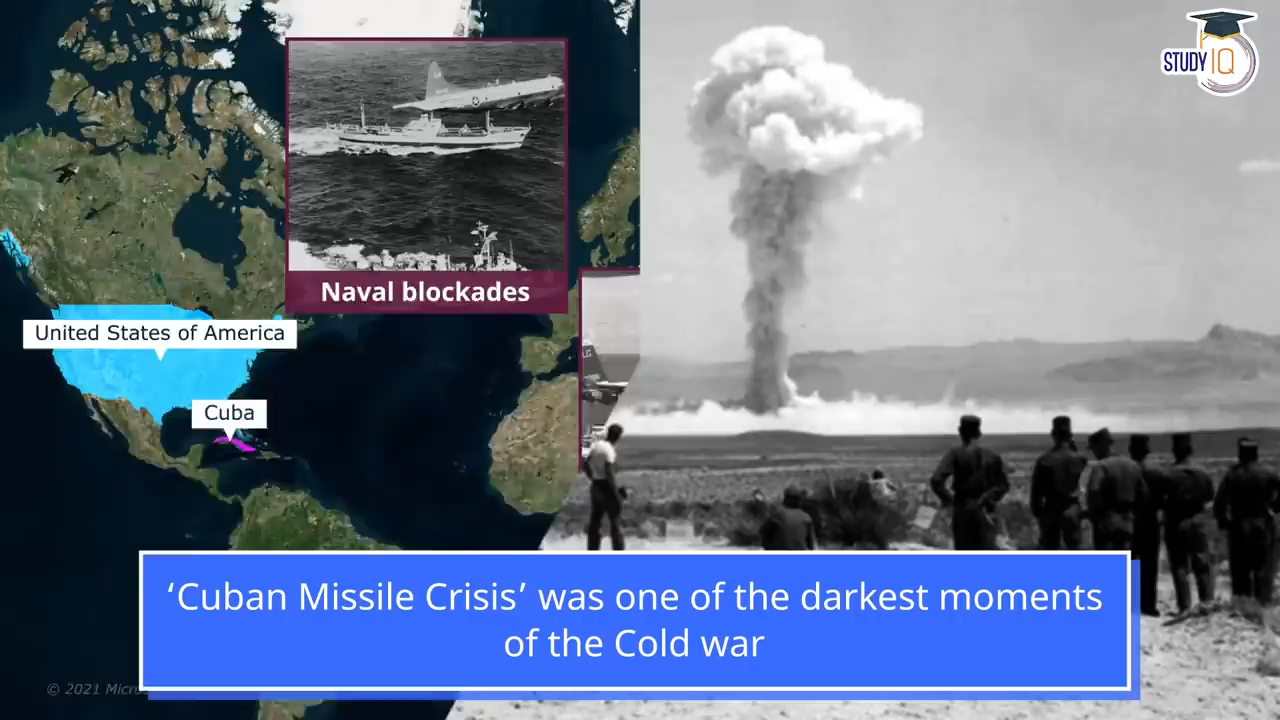 STUDY IQ
Naval blockades
United States of America
Cuba
‘Cuban Missile Crisis’ was one of the darkest moments
of the Cold war
© 2021